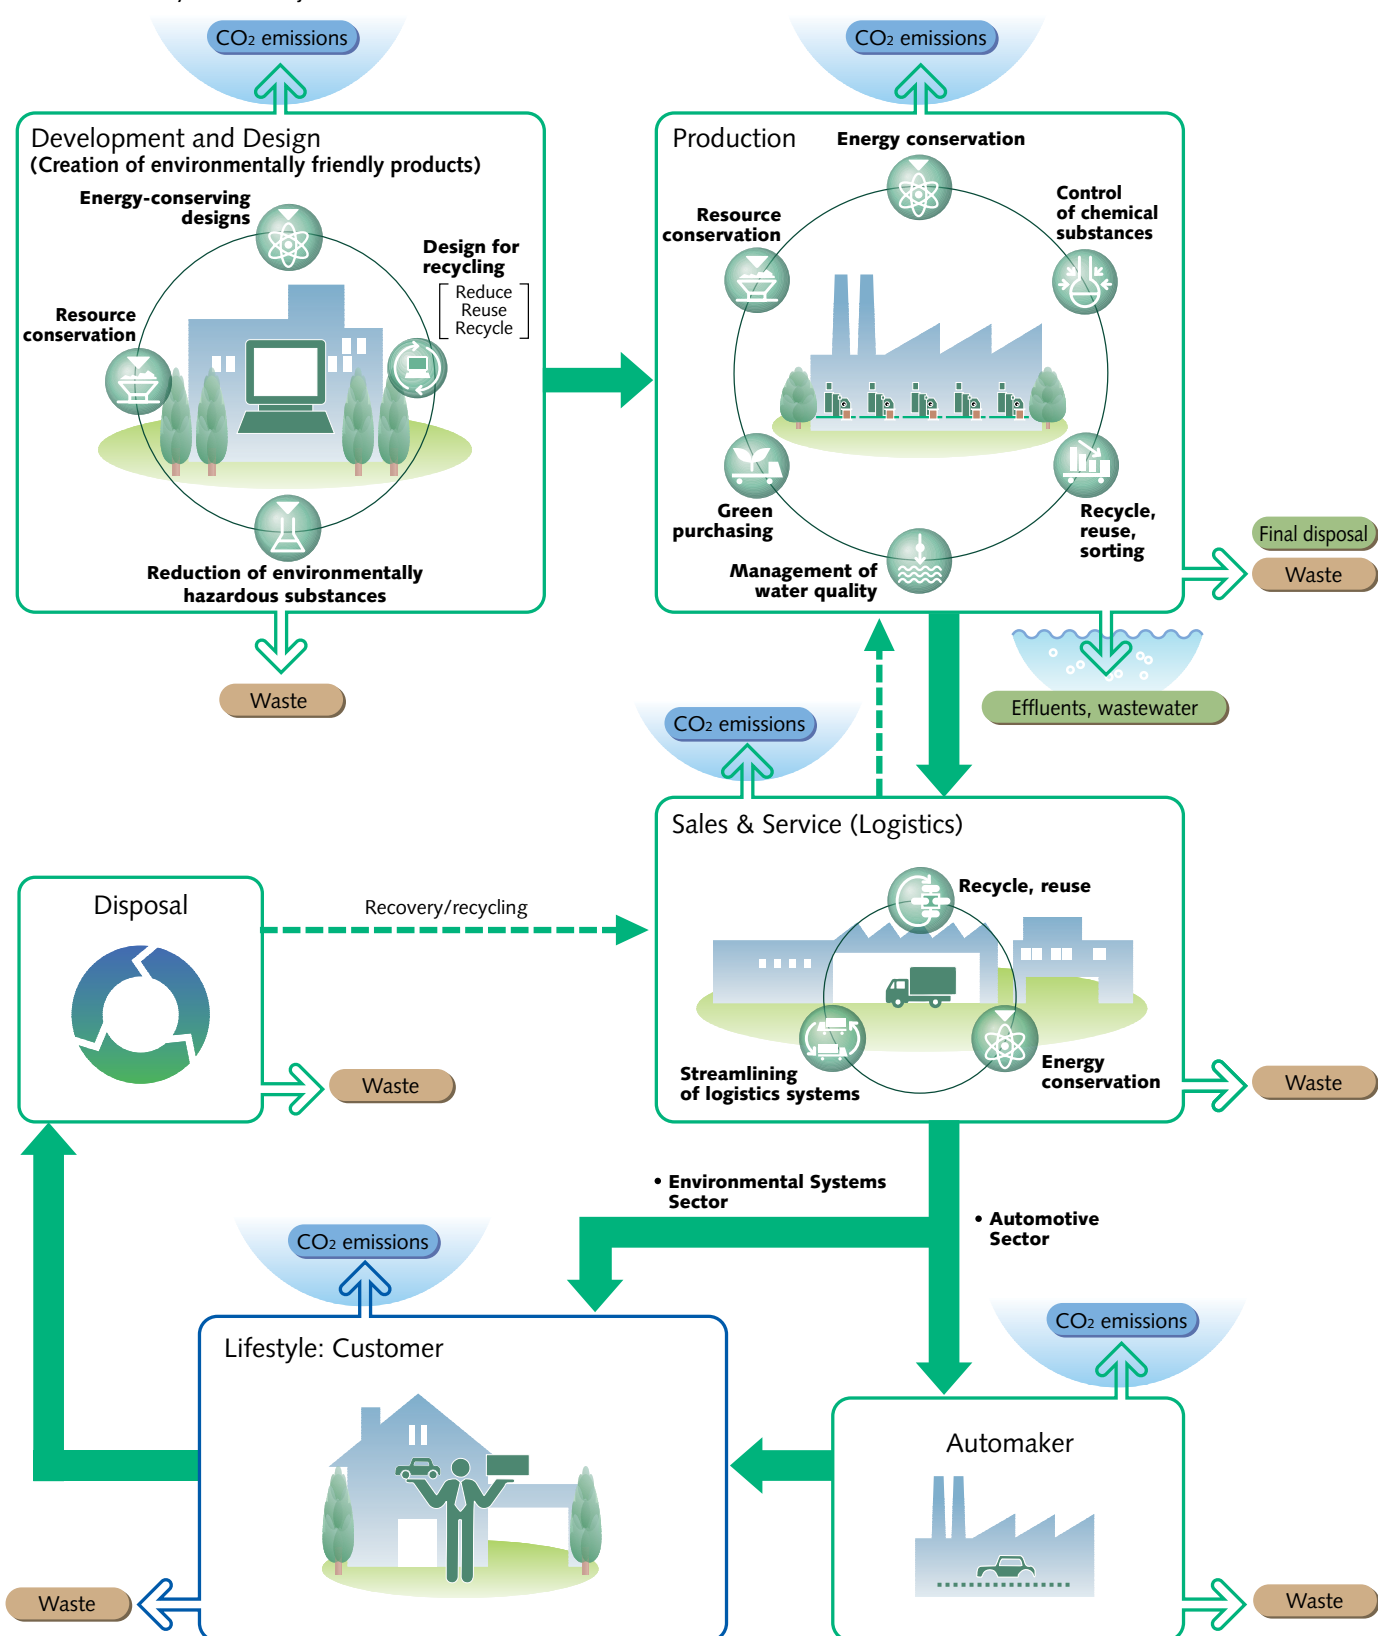 CO2 emissions
CO2 emissions
Development and Design
(Creation of environmentally friendly products)
Energy-conserving
designs
Design for
recycling
Reduce
Reuse
Recycle
Resource
conservation
Reduction of environmentally
hazardous substances
Waste
Production
Energy conservation
Control
of chemical
substances
Resource
conservation
Green
purchasing
Management of
water quality
Recycle,
reuse,
sorting
Final disposal
Waste
Effluents, wastewater
CO2 emissions
Sales & Service (Logistics)
Recycle, reuse
Streamlining
of logistics systems
Energy
conservation
Waste
Disposal
Recovery/recycling
Waste
• Environmental Systems
Sector
• Automotive
Sector
CO2 emissions
Lifestyle: Customer
Waste
CO2 emissions
Automaker
Waste